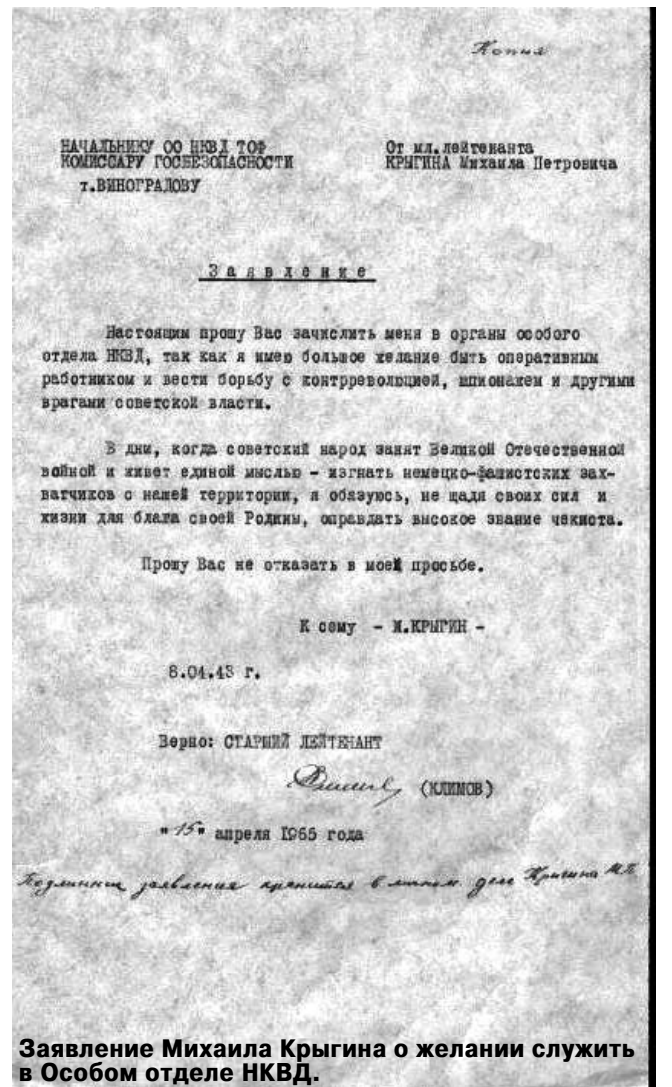 Копия
НАЧАЛЬНИКУ ОО НКВД ТОФ
КОМИССАРУ ГОСБЕЗОПАСНОСТИ
т.ВИНОГРАДОВУ
От мл.лейтенанта
КРЫГИНА Михаила Петровича
Заявление
Настоящим прошу Вас зачислить меня в органы особого
отдела НКВД, так как я имею большое желание быть оперативным
работником и вести борьбу с контрреволюцией, шпионажем и другими
врагами советской власти.
В дни, когда советский народ занят Великой Отечественной
войной и живет единой мыслью - изгнать немецко-фашистских зах-
ватчиков с нашей территории, я обязуюсь, не щадя своих сил и
жизни для блага своей Родины, оправдать высокое звание чекиста.
Прошу Вас не отказать в моей просьбе.
К сему - М.КРЫГИН -
8.04.43 г.
Верно: СТАРШИЙ ЛЕЙТЕНАНТ
(КЛИМОВ)
"15" апреля 1965 года
Подлинник заявления хранится в личном деле Крыгина М.П.
Заявление Михаила Крыгина о желании служить
в Особом отделе НКВД.